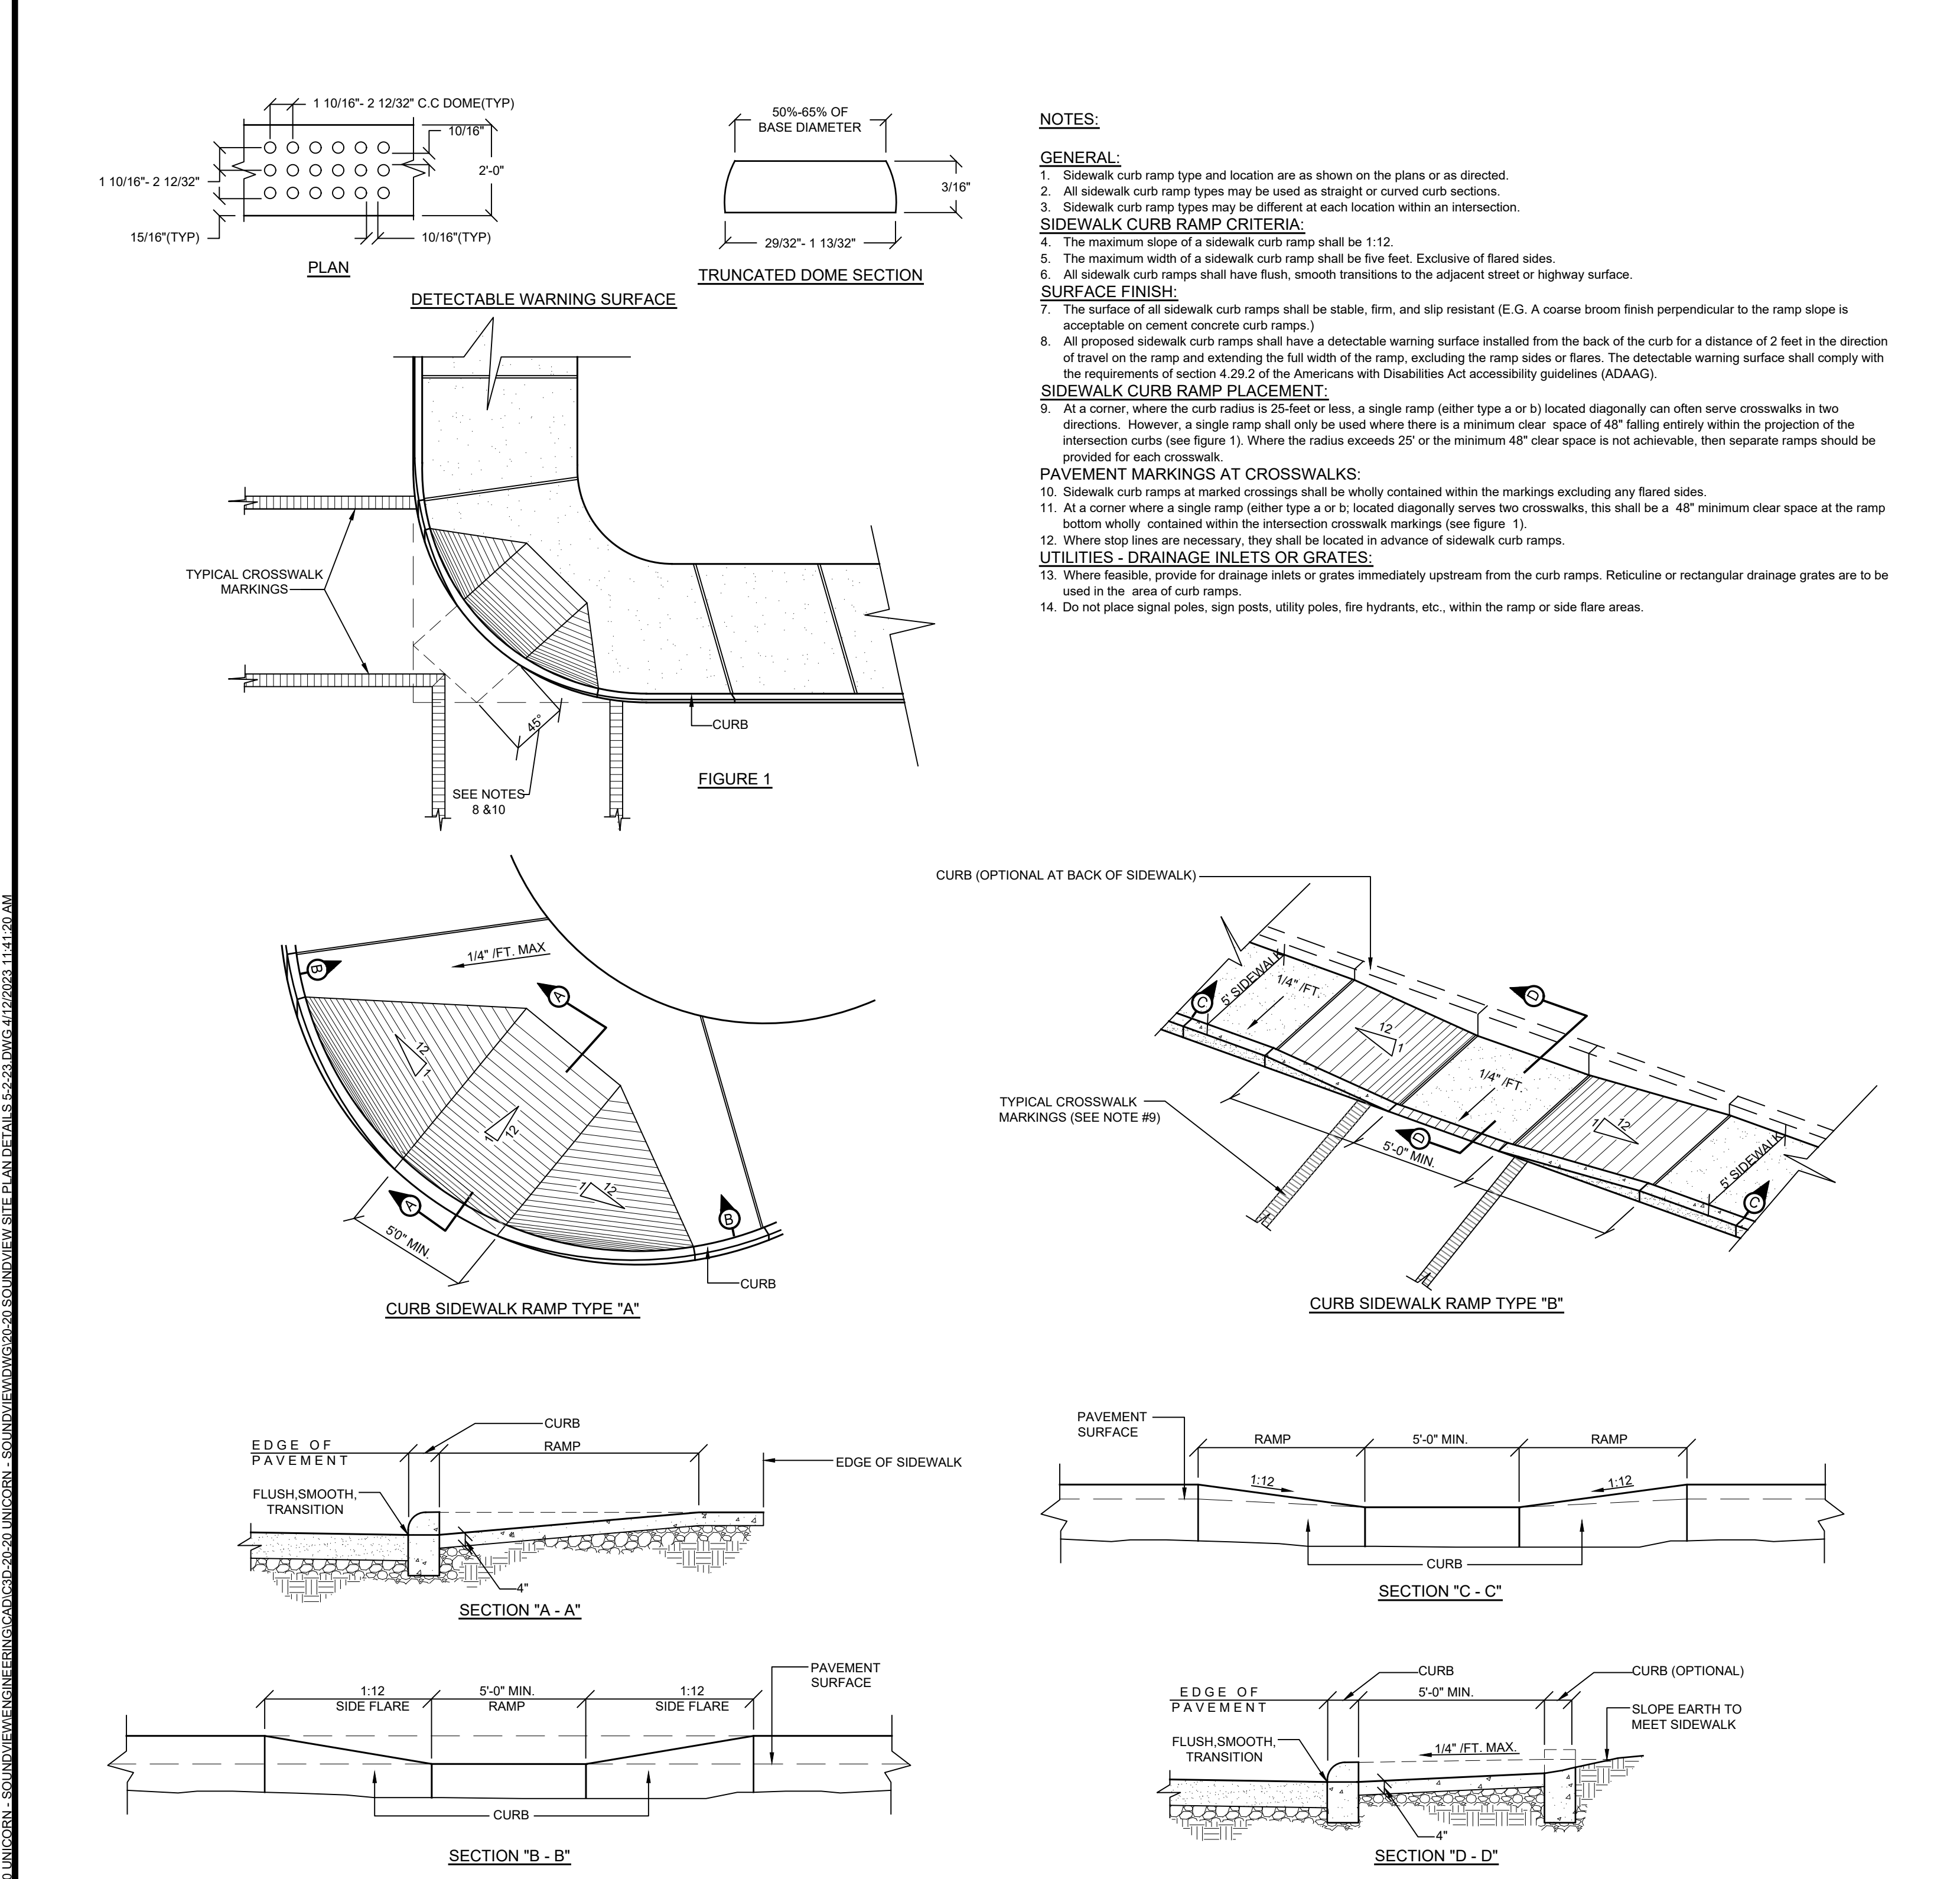 1 10/16"- 2 12/32" C.C DOME(TYP)
10/16"
2'-0"
1 10/16"- 2 12/32"
15/16"(TYP)
10/16"(TYP)
PLAN
50%-65% OF
BASE DIAMETER
3/16"
29/32"- 1 13/32"
TRUNCATED DOME SECTION
DETECTABLE WARNING SURFACE
NOTES:
GENERAL:
1. Sidewalk curb ramp type and location are as shown on the plans or as directed.
2. All sidewalk curb ramp types may be used as straight or curved curb sections.
3. Sidewalk curb ramp types may be different at each location within an intersection.
SIDEWALK CURB RAMP CRITERIA:
4. The maximum slope of a sidewalk curb ramp shall be 1:12.
5. The maximum width of a sidewalk curb ramp shall be five feet. Exclusive of flared sides.
6. All sidewalk curb ramps shall have flush, smooth transitions to the adjacent street or highway surface.
SURFACE FINISH:
7. The surface of all sidewalk curb ramps shall be stable, firm, and slip resistant (E.G. A coarse broom finish perpendicular to the ramp slope is
acceptable on cement concrete curb ramps.)
8. All proposed sidewalk curb ramps shall have a detectable warning surface installed from the back of the curb for a distance of 2 feet in the direction
of travel on the ramp and extending the full width of the ramp, excluding the ramp sides or flares. The detectable warning surface shall comply with
the requirements of section 4.29.2 of the Americans with Disabilities Act accessibility guidelines (ADAAG).
SIDEWALK CURB RAMP PLACEMENT:
9. At a corner, where the curb radius is 25-feet or less, a single ramp (either type a or b) located diagonally can often serve crosswalks in two
directions. However, a single ramp shall only be used where there is a minimum clear space of 48" falling entirely within the projection of the
intersection curbs (see figure 1). Where the radius exceeds 25' or the minimum 48" clear space is not achievable, then separate ramps should be
provided for each crosswalk.
PAVEMENT MARKINGS AT CROSSWALKS:
10. Sidewalk curb ramps at marked crossings shall be wholly contained within the markings excluding any flared sides.
11. At a corner where a single ramp (either type a or b; located diagonally serves two crosswalks, this shall be a 48" minimum clear space at the ramp
bottom wholly contained within the intersection crosswalk markings (see figure 1).
12. Where stop lines are necessary, they shall be located in advance of sidewalk curb ramps.
UTILITIES - DRAINAGE INLETS OR GRATES:
13. Where feasible, provide for drainage inlets or grates immediately upstream from the curb ramps. Reticuline or rectangular drainage grates are to be
used in the area of curb ramps.
14. Do not place signal poles, sign posts, utility poles, fire hydrants, etc., within the ramp or side flare areas.
TYPICAL CROSSWALK
MARKINGS
45°
CURB
SEE NOTES
8 &10
FIGURE 1
1/4" /FT. MAX
B
A
12
1
1
12
1
12
A
B
5'0" MIN.
CURB
CURB SIDEWALK RAMP TYPE "A"
CURB (OPTIONAL AT BACK OF SIDEWALK)
5' SIDEWALK
C
1/4" /FT.
D
12
1
1/4" /FT.
TYPICAL CROSSWALK
MARKINGS (SEE NOTE #9)
D
1
12
5'-0" MIN.
5' SIDEWALK
C
CURB SIDEWALK RAMP TYPE "B"
EDGE OF
PAVEMENT
CURB
RAMP
EDGE OF SIDEWALK
FLUSH,SMOOTH,
TRANSITION
4"
SECTION "A - A"
PAVEMENT
SURFACE
RAMP
5'-0" MIN.
RAMP
1:12
1:12
CURB
SECTION "C - C"
1:12
SIDE FLARE
5'-0" MIN.
RAMP
1:12
SIDE FLARE
PAVEMENT
SURFACE
CURB
SECTION "B - B"
EDGE OF
PAVEMENT
CURB
5'-0" MIN.
CURB (OPTIONAL)
SLOPE EARTH TO
MEET SIDEWALK
FLUSH,SMOOTH,
TRANSITION
1/4" /FT. MAX.
4"
SECTION "D - D"
UNICORN - SOUNDVIEW\ENGINEERING\CAD\C3D-20-20 UNICORN - SOUNDVIEW\DWG\20-20 SOUNDVIEW SITE PLAN DETAILS 5-2-23.DWG 4/12/2023 11:41:20 AM